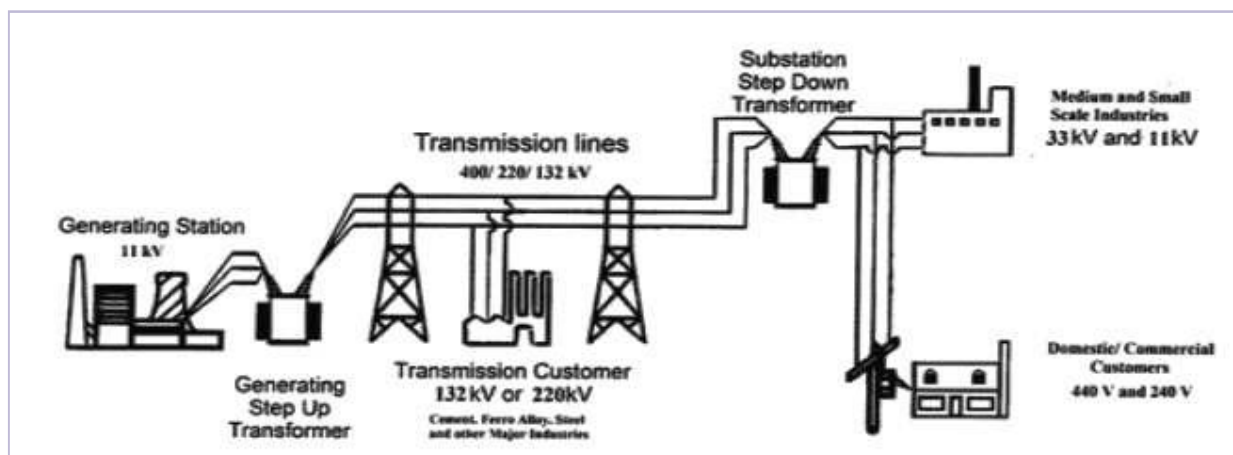 Generating Station
11 kV
Generating
Step Up
Transformer
Transmission lines
400/ 220/ 132 kV
Transmission Customer
132kV or 220kV
Cement, Ferro Alloy, Steel
and other Major Industries
Substation
Step Down
Transformer
Medium and Small
Scale Industries
33kV and 11kV
Domestic/ Commercial
Customers
440 V and 240 V